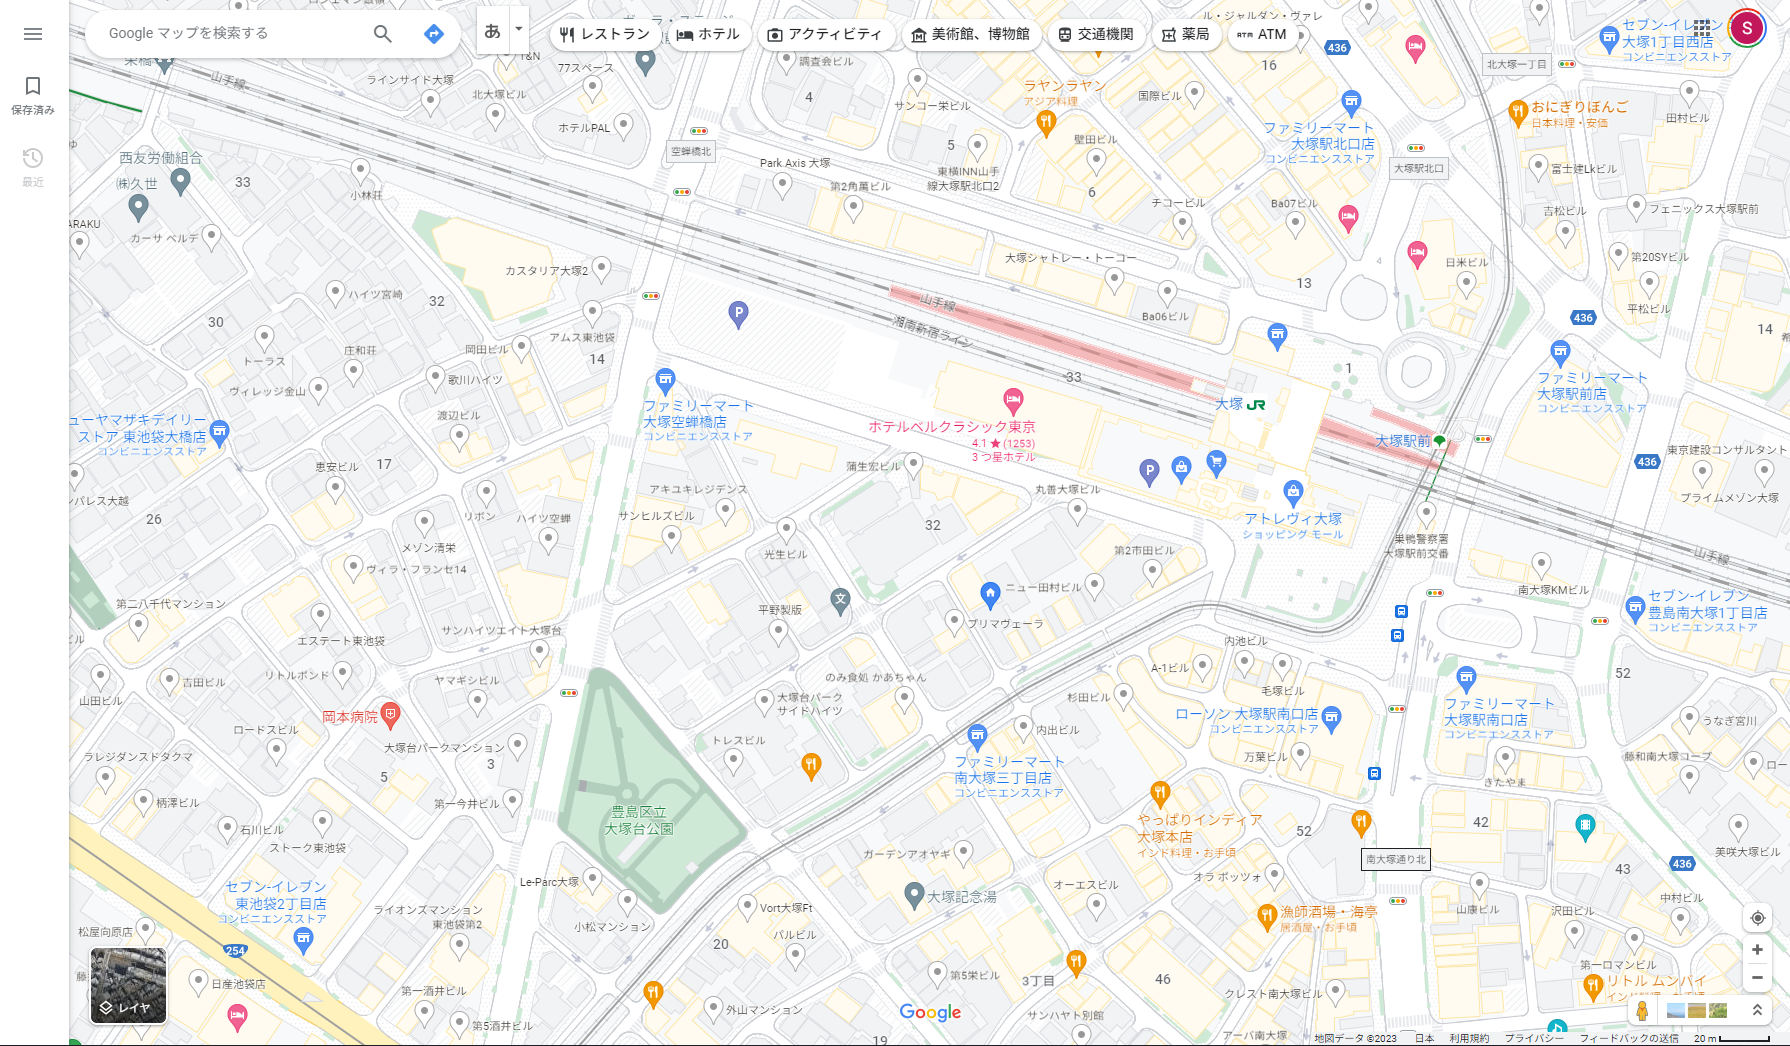 Google マップを検索する
あ
レストラン
ホテル
アクティビティ
美術館、博物館
交通機関
薬局
ATM
S
保存済み
最近
ル・ジャルダン・ヴァレ
436
16
北大塚一丁目
セブン-イレブン
大塚1丁目西店
コンビニエンスストア
山手線
ラインサイド大塚
T&N
77スペース
北大塚ビル
ホテルPAL
調査会ビル
4
サンコー栄ビル
ラヤンラヤン
アジア料理
国際ビル
壁田ビル
ファミリーマート
大塚駅北口店
コンビニエンスストア
おにぎりぼんご
日本料理・安価
田村ビル
西友労働組合
㈱久世
33
小林荘
空蝉橋北
Park Axis 大塚
第2角萬ビル
5
東横INN山手
線大塚駅北口2
6
チコービル
Ba07ビル
大塚駅北口
富士建Lkビル
吉松ビル
フェニックス大塚駅前
ARAKU
カーサ ベルデ
カスタリア大塚2
大塚シャトレー・トーコー
日米ビル
第20SYビル
ハイツ宮崎
32
30
13
平松ビル
トーラス
庄和荘
岡田ビル
アムス東池袋
14
P
山手線
湘南新宿ライン
Ba06ビル
436
14
ヴィレッジ金山
歌川ハイツ
渡辺ビル
ファミリーマート
大塚空蝉橋店
コンビニエンスストア
33
1
大塚 JR
ファミリーマート
大塚駅前店
コンビニエンスストア
ホテルベルクラシック東京
4.1 ★ (1253)
3 つ星ホテル
大塚駅前
ューヤマザキデイリー
ストア 東池袋大橋店
コンビニエンスストア
恵安ビル
17
蒲生宏ビル
P
436
東京建設コンサルタント
ンパレス大越
26
リボン
ハイツ空蝉
アキユキレジデンス
サンヒルズビル
丸善大塚ビル
アトレヴィ大塚
ショッピング モール
プライムメゾン大塚
メゾン清栄
光生ビル
32
第2市田ビル
巣鴨警察署
大塚駅前交番
山手線
ヴィラ・フランセ14
第二八千代マンション
エステート東池袋
サンハイツエイト大塚台
平野製版
文
ニュー田村ビル
プリマヴェーラ
南大塚KMビル
セブン-イレブン
豊島南大塚1丁目店
コンビニエンスストア
内池ビル
A-1ビル
毛塚ビル
52
山田ビル
吉田ビル
リトルボンド
ヤマギシビル
のみ食処 かあちゃん
大塚台パーク
サイドハイツ
杉田ビル
ローソン 大塚駅南口店
コンビニエンスストア
ファミリーマート
大塚駅南口店
コンビニエンスストア
岡本病院
ロードスビル
大塚台パークマンション
3
トレスビル
内出ビル
万葉ビル
うなぎ宮川
藤和南大塚コープ
ラレジダンスドタクマ
5
ファミリーマート
南大塚三丁目店
コンビニエンスストア
きたやま
ロー
柄澤ビル
第一今井ビル
豊島区立
大塚台公園
石川ビル
ストーク東池袋
やっぱりインディア
大塚本店
インド料理・お手頃
52
42
南大塚通り北
43
436
美咲大塚ビル
ガーデンアオヤギ
Le-Parc大塚
セブン-イレブン
東池袋2丁目店
コンビニエンスストア
大塚記念湯
オーエスビル
オラ ボッツォ
中村ビル
ライオンズマンション
東池袋第2
Vort大塚Ft
漁師酒場・海亭
居酒屋・お手頃
山康ビル
沢田ビル
松屋向原店
小松マンション
パルビル
20
254
第一ロマンビル
日産池袋店
第一酒井ビル
第5栄ビル
3丁目
46
クレスト南大塚ビル
リトル ムンバイ
レイヤ
第5酒井ビル
外山マンション
Google
サンハヤト別館
19
アーバ南大塚
地図データ ©2023
日本
利用規約
プライバシー
フィードバックの送信
20 m